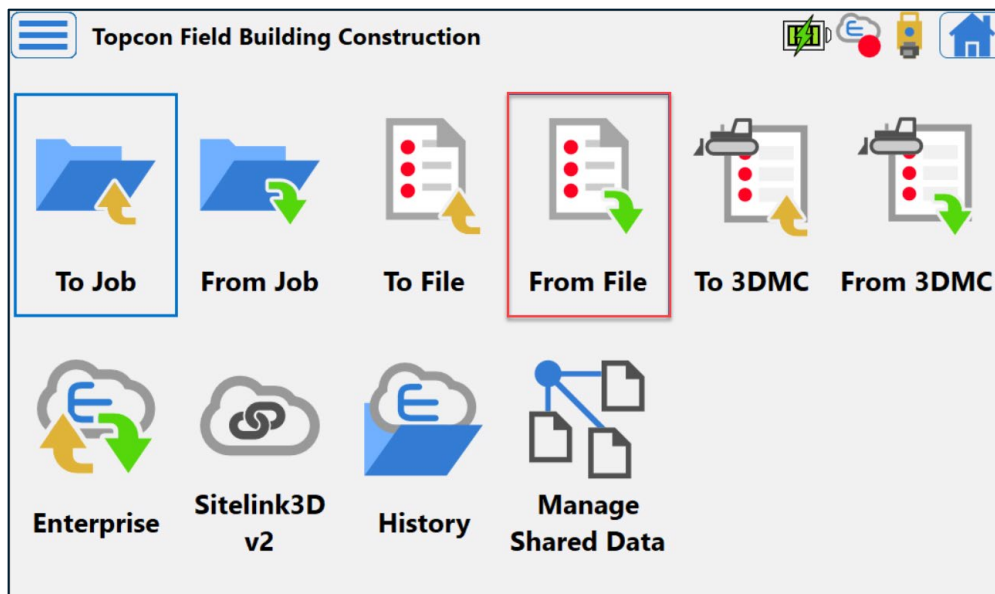 Topcon Field Building Construction
To Job
From Job
To File
From File
To 3DMC
From 3DMC
Enterprise
Sitelink3D
v2
History
Manage
Shared Data